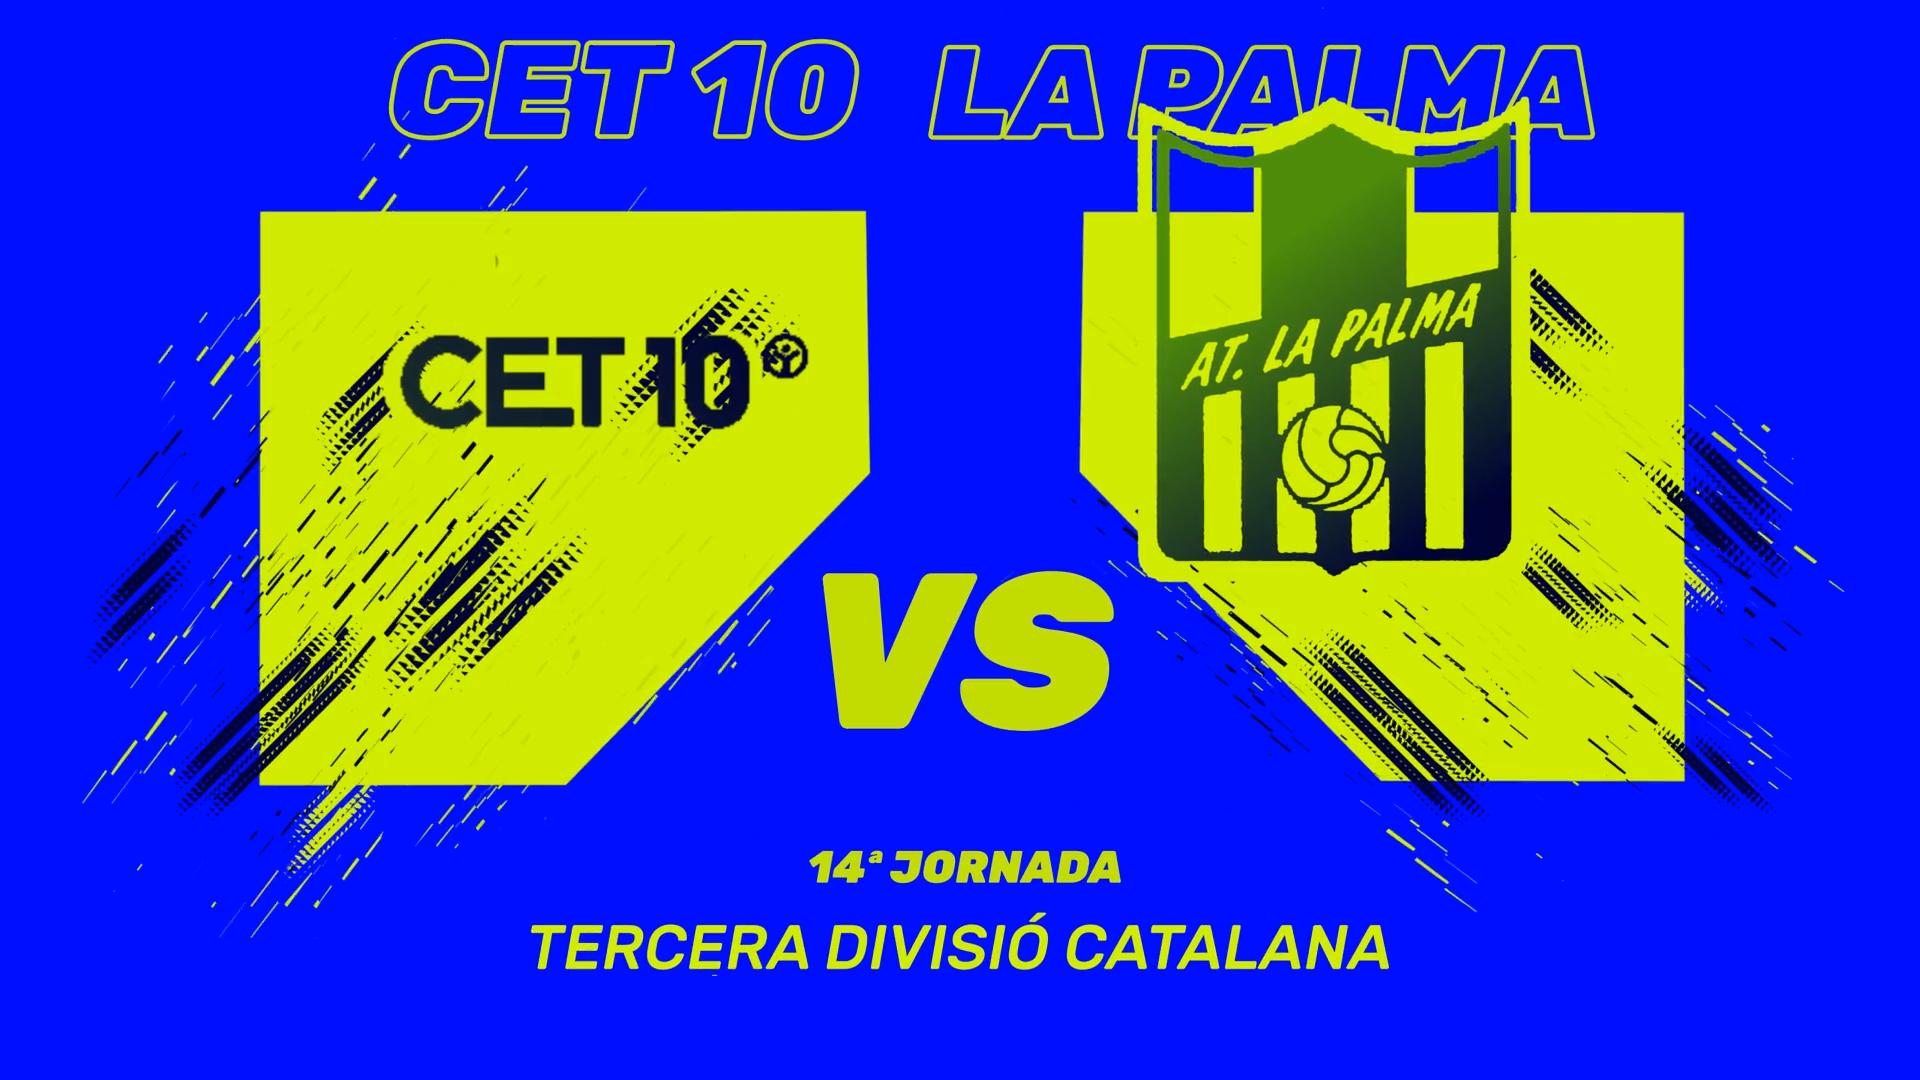 CET 10 LA PALMA
CET10
AT. LA PALMA
VS
14ª JORNADA
TERCERA DIVISIÓ CATALANA